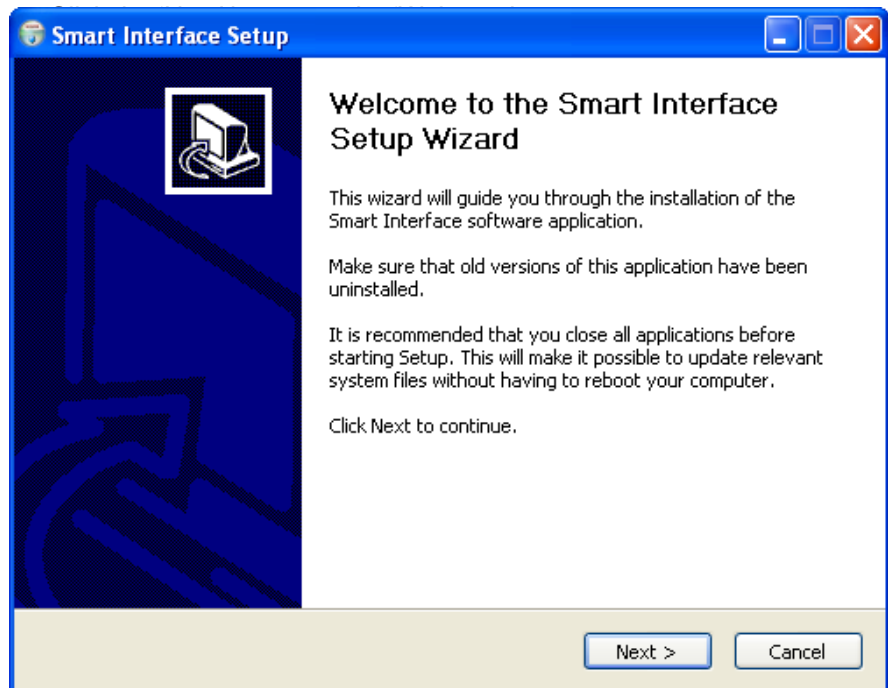 Smart Interface Setup
Welcome to the Smart Interface
Setup Wizard
This wizard will guide you through the installation of the
Smart Interface software application.
Make sure that old versions of this application have been
uninstalled.
It is recommended that you close all applications before
starting Setup. This will make it possible to update relevant
system files without having to reboot your computer.
Click Next to continue.
Next >
Cancel